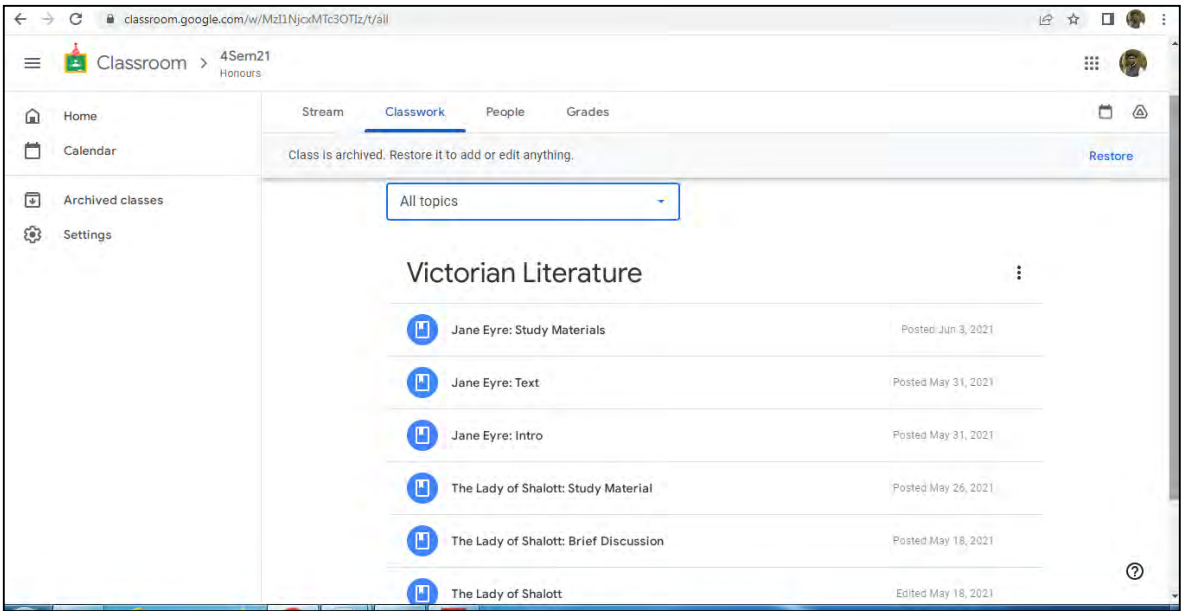 classroom.google.com/w/MzI1NjcxMTc3OTIz/t/all
Classroom > 4Sem21
Honours
Home
Calendar
Archived classes
Settings
Stream Classwork People Grades
Class is archived. Restore it to add or edit anything. Restore
All topics
Victorian Literature
Jane Eyre: Study Materials Posted Jun 3, 2021
Jane Eyre: Text Posted May 31, 2021
Jane Eyre: Intro Posted May 31, 2021
The Lady of Shalott: Study Material Posted May 26, 2021
The Lady of Shalott: Brief Discussion Posted May 18, 2021
The Lady of Shalott Edited May 18, 2021